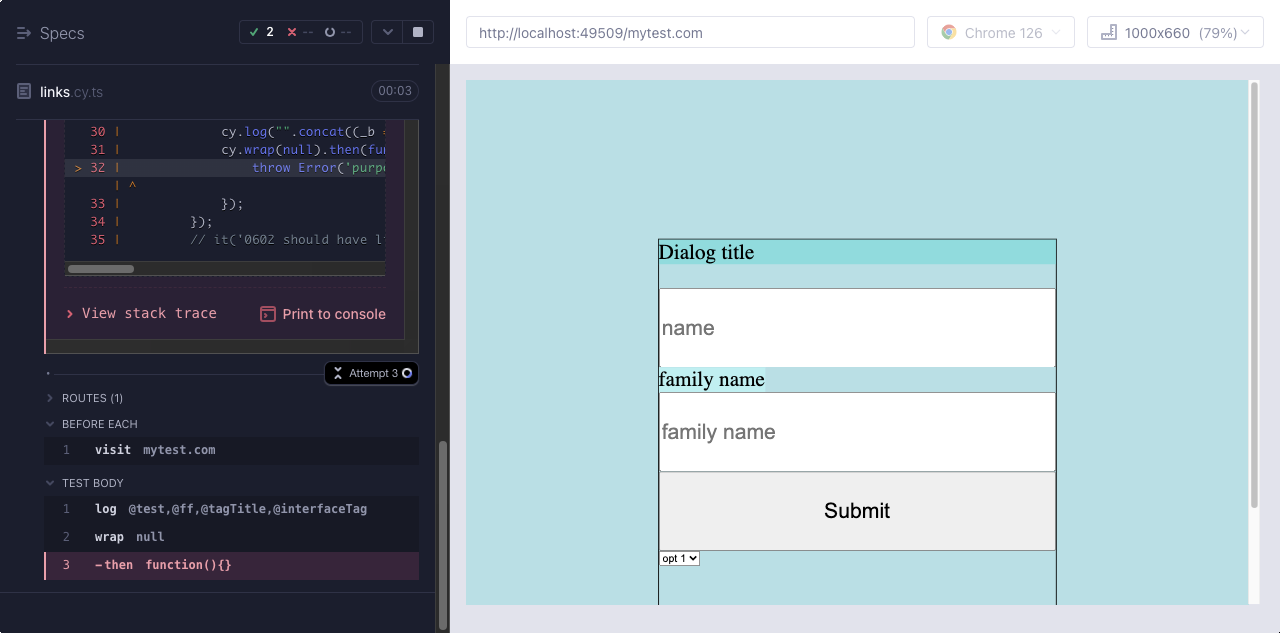 Specs
2 -- --
links.cy.ts
00:03
30 | cy.log("".concat((_b =
31 | cy.wrap(null).then(fun
> 32 | throw Error('purpo
| ^
33 | });
34 | });
35 | // it('0602 should have li
View stack trace
Print to console
Attempt 3
ROUTES (1)
BEFORE EACH
1 visit mytest.com
TEST BODY
1 log @test,@ff,@tagTitle,@interfaceTag
2 wrap null
3 -then function(){}
http://localhost:49509/mytest.com
Chrome 126
1000x660 (79%)
Dialog title
name
family name
family name
Submit
opt 1